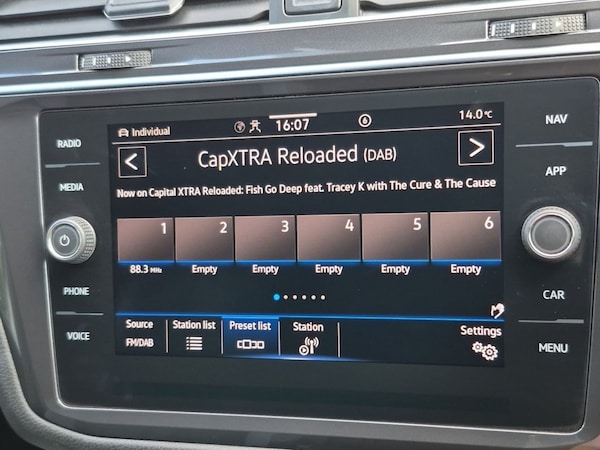 RADIO
MEDIA
PHONE
VOICE
Individual
16:07
6
14.0°C
CapXTRA Reloaded (DAB)
Now on Capital XTRA Reloaded: Fish Go Deep feat. Tracey K with The Cure & The Cause
1 2 3 4 5 6
88.3 MHz Empty Empty Empty Empty Empty
Source
FM/DAB
Station list
Preset list
Station
Settings
NAV
APP
CAR
MENU